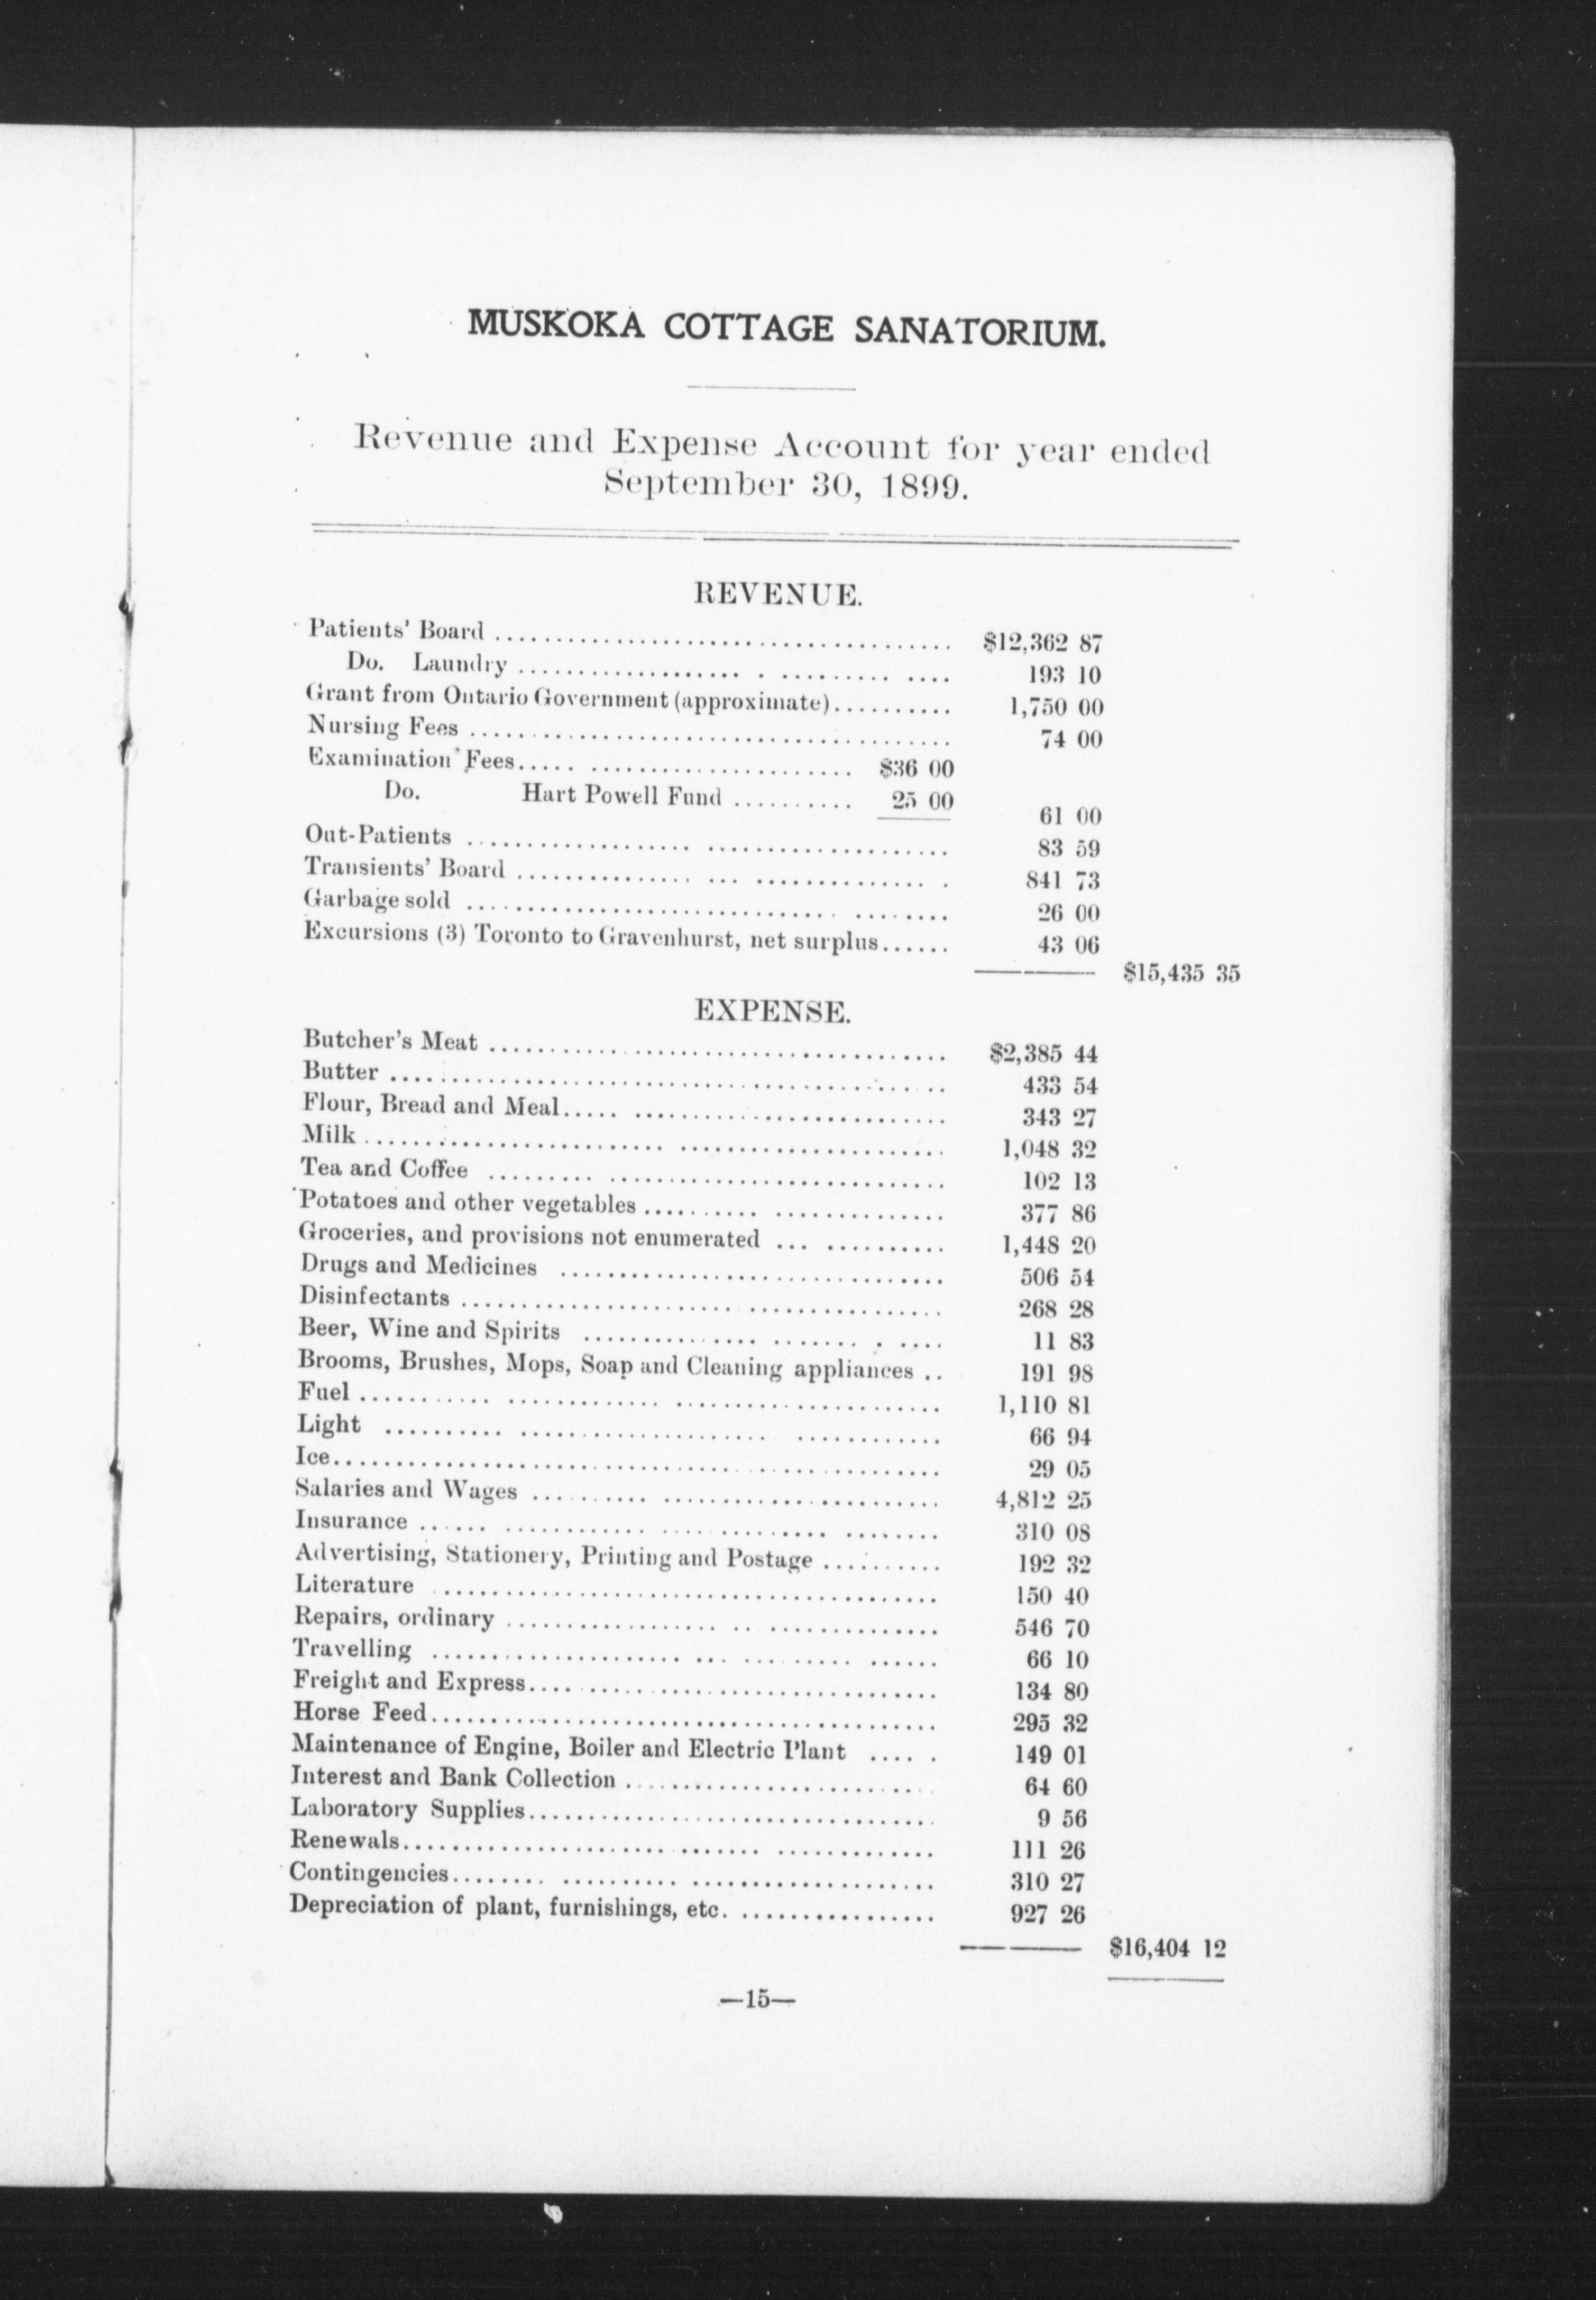 MUSKOKA COTTAGE SANATORIUM.
Revenue and Expense Account for year ended
September 30, 1899.
REVENUE.
Patients' Board ........................................ $12,362 87
Do. Laundry ................... . ......... .... 193 10
Grant from Ontario Government (approximate).......... 1,750 00
Nursing Fees ........................................ 74 00
Examination Fees..... ...................... $36 00
Do. Hart Powell Fund .......... 25 00
61 00
Out-Patients ................... .................... 83 59
Transients' Board ............... ... .............. . 841 73
Garbage sold .............................. ........ 26 00
Excursions (3) Toronto to Gravenhurst, net surplus...... 43 06
$15,435 35
EXPENSE.
Butcher's Meat ...................................... $2,385 44
Butter .............................................. 433 54
Flour, Bread and Meal..... .......................... 343 27
Milk ......................... ...................... 1,048 32
Tea and Coffee ......... ............................ 102 13
Potatoes and other vegetables .......... .............. 377 86
Groceries, and provisions not enumerated ... .......... 1,448 20
Drugs and Medicines ................................ 506 54
Disinfectants ....................... ................ 268 28
Beer, Wine and Spirits ............... ....... . .... 11 83
Brooms, Brushes, Mops, Soap and Cleaning appliances .. 191 98
Fuel ........... ............. ...................... 1,110 81
Light .......... ..................... ............ 66 94
Ice.................................................. 29 05
Salaries and Wages .......... ....................... 4,812 25
Insurance ...... ............ .............. ........ 310 08
Advertising, Stationery, Printing and Postage .......... 192 32
Literature ......................................... 150 40
Repairs, ordinary .................. .. .............. 546 70
Travelling ..................... ... ......... ...... 66 10
Freight and Express.................................. 134 80
Horse Feed.......................................... 295 32
Maintenance of Engine, Boiler and Electric Plant .... . 149 01
Interest and Bank Collection ......................... 64 60
Laboratory Supplies.................................. 9 56
Renewals...................... ....... ............. 111 26
Contingencies........ ............ .................... 310 27
Depreciation of plant, furnishings, etc. ................ 927 26
$16,404 12
—15—